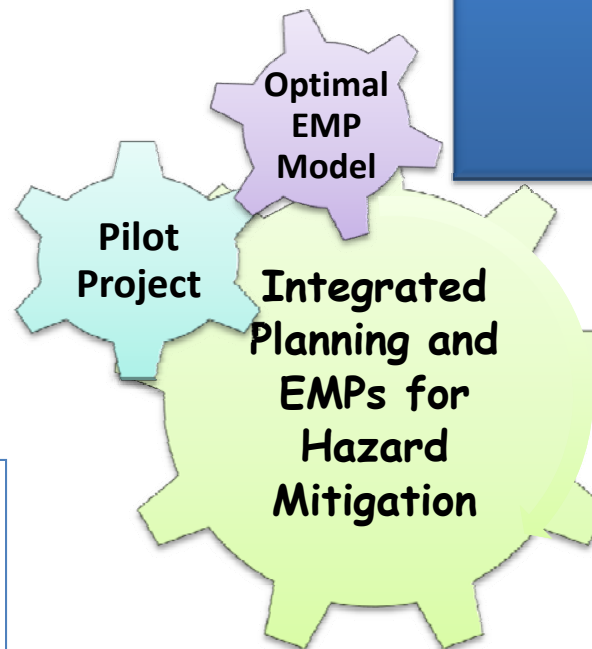 Optimal
EMP
Model
Pilot
Project
Integrated
Planning and
EMPs for
Hazard
Mitigation